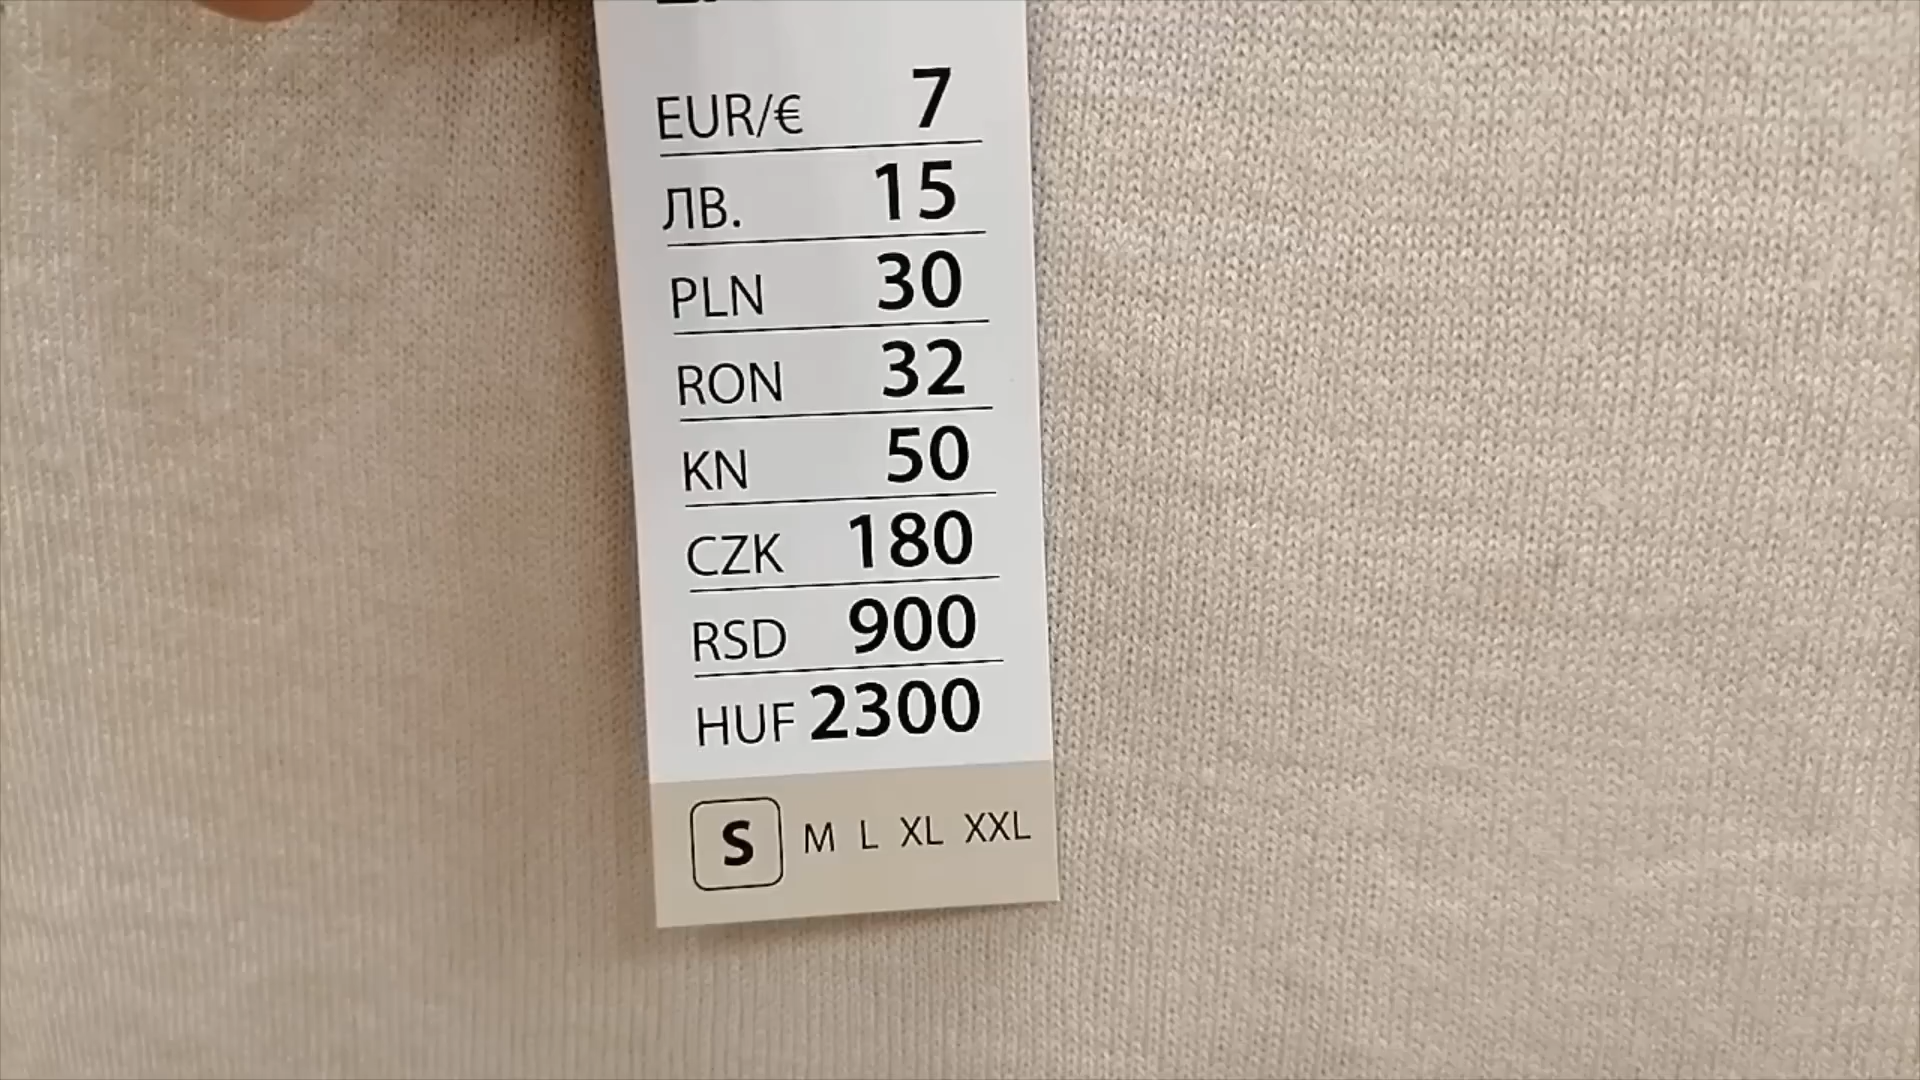 EUR/€ 7
ЛВ. 15
PLN 30
RON 32
KN 50
CZK 180
RSD 900
HUF 2300
S M L XL XXL